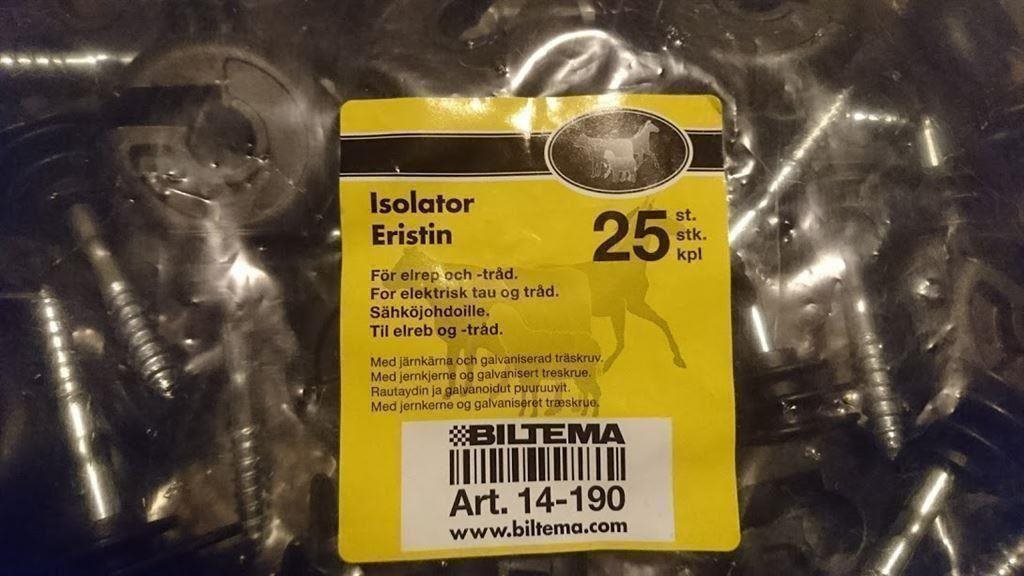 Isolator
Eristin
25 st.
stk.
kpl
För elrep och -tråd.
For elektrisk tau og tråd.
Sähköjohdoille.
Til elreb og -tråd.
Med järnkärna och galvaniserad träskruv.
Med jernkjerne og galvanisert treskrue.
Rautaydin ja galvanoidut puuruuvit.
Med jernkerne og galvaniseret træskrue.
BILTEMA
Art. 14-190
www.biltema.com